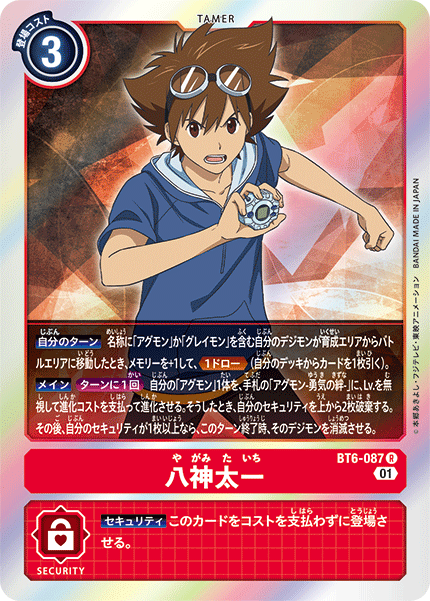 TAMER
登場コスト
3
自分のターン 名称に「アグモン」か「グレイモン」を含む自分のデジモンが育成エリアからバト
ルエリアに移動したとき、メモリーを+1して、1ドロー（自分のデッキからカードを1枚引く）。
メイン ターンに1回 自分の「アグモン」1体を、手札の「アグモン-勇気の絆-」に、Lv.を無
視して進化コストを支払って進化させる。そうしたとき、自分のセキュリティを上から2枚破棄する。
その後、自分のセキュリティが1枚以上なら、このターン終了時、そのデジモンを消滅させる。
©本郷あきよし・フジテレビ・東映アニメーション BANDAI MADE IN JAPAN
BT6-087 R
や がみ た いち
八神太一
01
セキュリティ このカードをコストを支払わずに登場さ
せる。
SECURITY